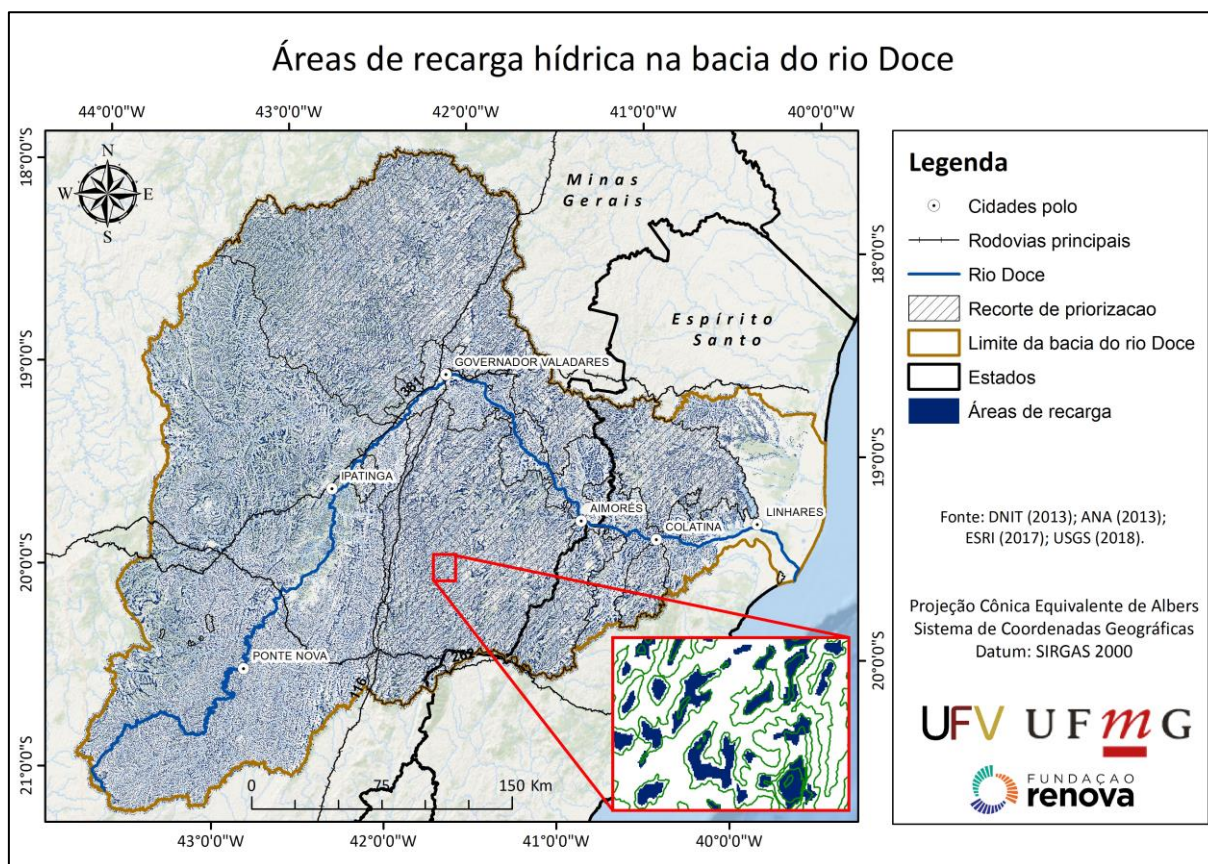 Áreas de recarga hídrica na bacia do rio Doce
44°0'0"W 43°0'0"W 42°0'0"W 41°0'0"W 40°0'0"W
18°0'0"S
19°0'0"S
20°0'0"S
21°0'0"S
N
W E
S
Minas
Gerais
Espírito
Santo
GOVERNADOR VALADARES
381
IPATINGA
AIMORÉS
COLATINA
LINHARES
PONTE NOVA
262
116
0 75 150 Km
18°0'0"S
19°0'0"S
20°0'0"S
43°0'0"W 42°0'0"W 41°0'0"W 40°0'0"W
Legenda
Cidades polo
Rodovias principais
Rio Doce
Recorte de priorizacao
Limite da bacia do rio Doce
Estados
Áreas de recarga
Fonte: DNIT (2013); ANA (2013);
ESRI (2017); USGS (2018).
Projeção Cônica Equivalente de Albers
Sistema de Coordenadas Geográficas
Datum: SIRGAS 2000
UFV UFmG
FUNDAÇÃO
renova